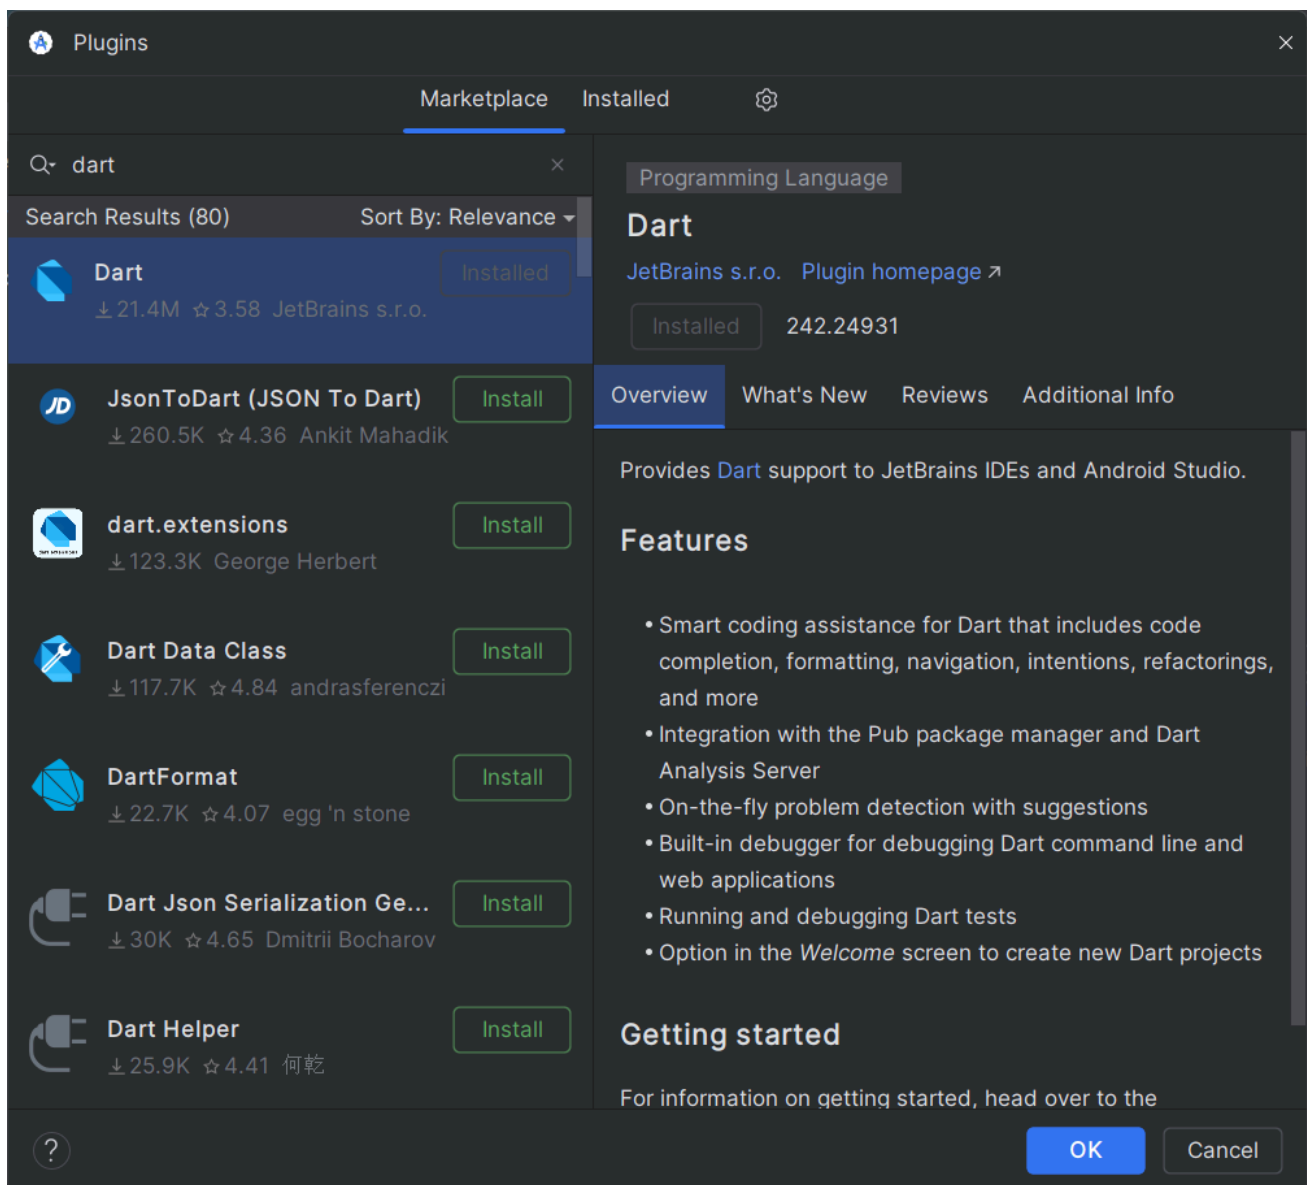 Plugins
Marketplace Installed
dart
Search Results (80) Sort By: Relevance
Dart Installed
21.4M 3.58 JetBrains s.r.o.
JsonToDart (JSON To Dart) Install
260.5K 4.36 Ankit Mahadik
dart.extensions Install
123.3K George Herbert
Dart Data Class Install
117.7K 4.84 andrasferenczi
DartFormat Install
22.7K 4.07 egg 'n stone
Dart Json Serialization Ge... Install
30K 4.65 Dmitrii Bocharov
Dart Helper Install
25.9K 4.41 何乾
Programming Language
Dart
JetBrains s.r.o. Plugin homepage ↗
Installed 242.24931
Overview What's New Reviews Additional Info
Provides Dart support to JetBrains IDEs and Android Studio.
Features
• Smart coding assistance for Dart that includes code
completion, formatting, navigation, intentions, refactorings,
and more
• Integration with the Pub package manager and Dart
Analysis Server
• On-the-fly problem detection with suggestions
• Built-in debugger for debugging Dart command line and
web applications
• Running and debugging Dart tests
• Option in the Welcome screen to create new Dart projects
Getting started
For information on getting started, head over to the
? OK Cancel